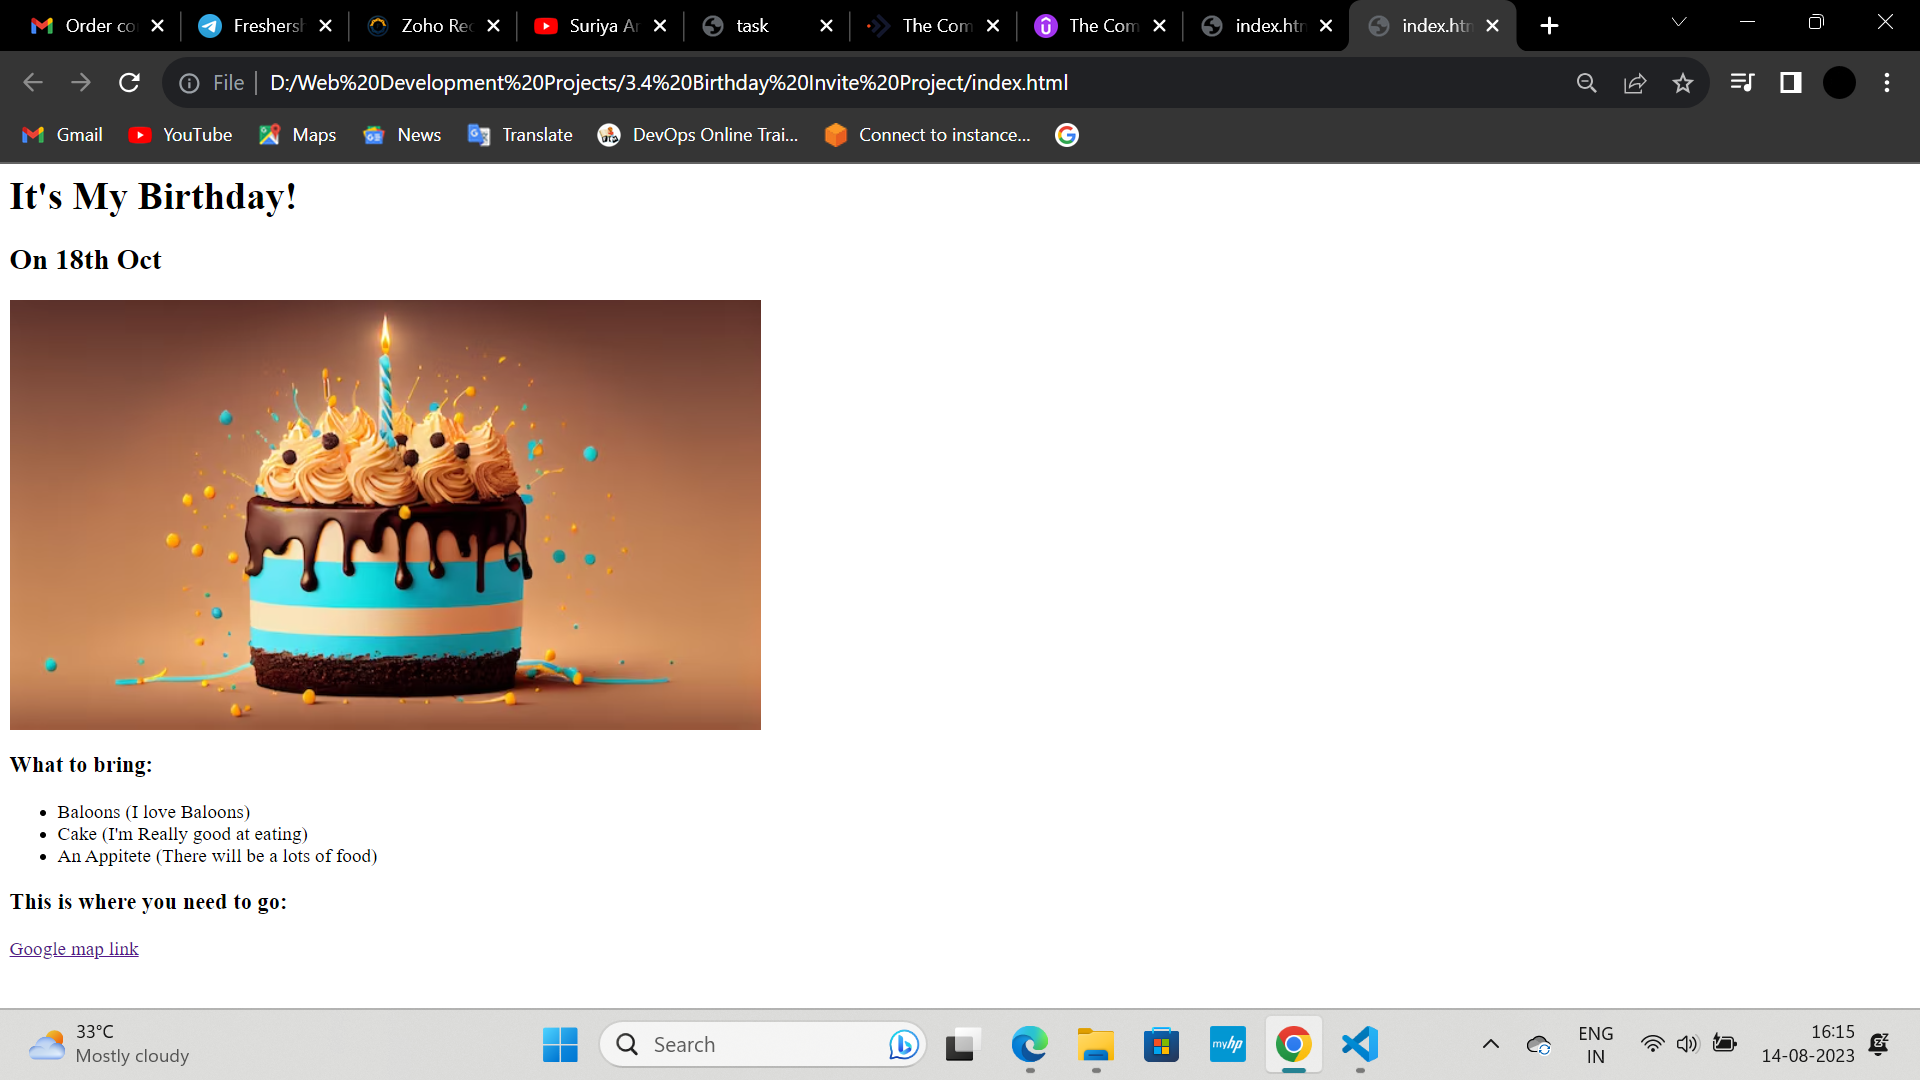 Order co
Freshersh
Zoho Rec
Suriya Ar
task
The Com
The Com
index.htm
index.htm
File
D:/Web%20Development%20Projects/3.4%20Birthday%20Invite%20Project/index.html
Gmail
YouTube
Maps
News
Translate
DevOps Online Trai...
Connect to instance...
It's My Birthday!
On 18th Oct
What to bring:
Baloons (I love Baloons)
Cake (I'm Really good at eating)
An Appitete (There will be a lots of food)
This is where you need to go:
Google map link
33°C
Mostly cloudy
Search
myhp
ENG
IN
16:15
14-08-2023